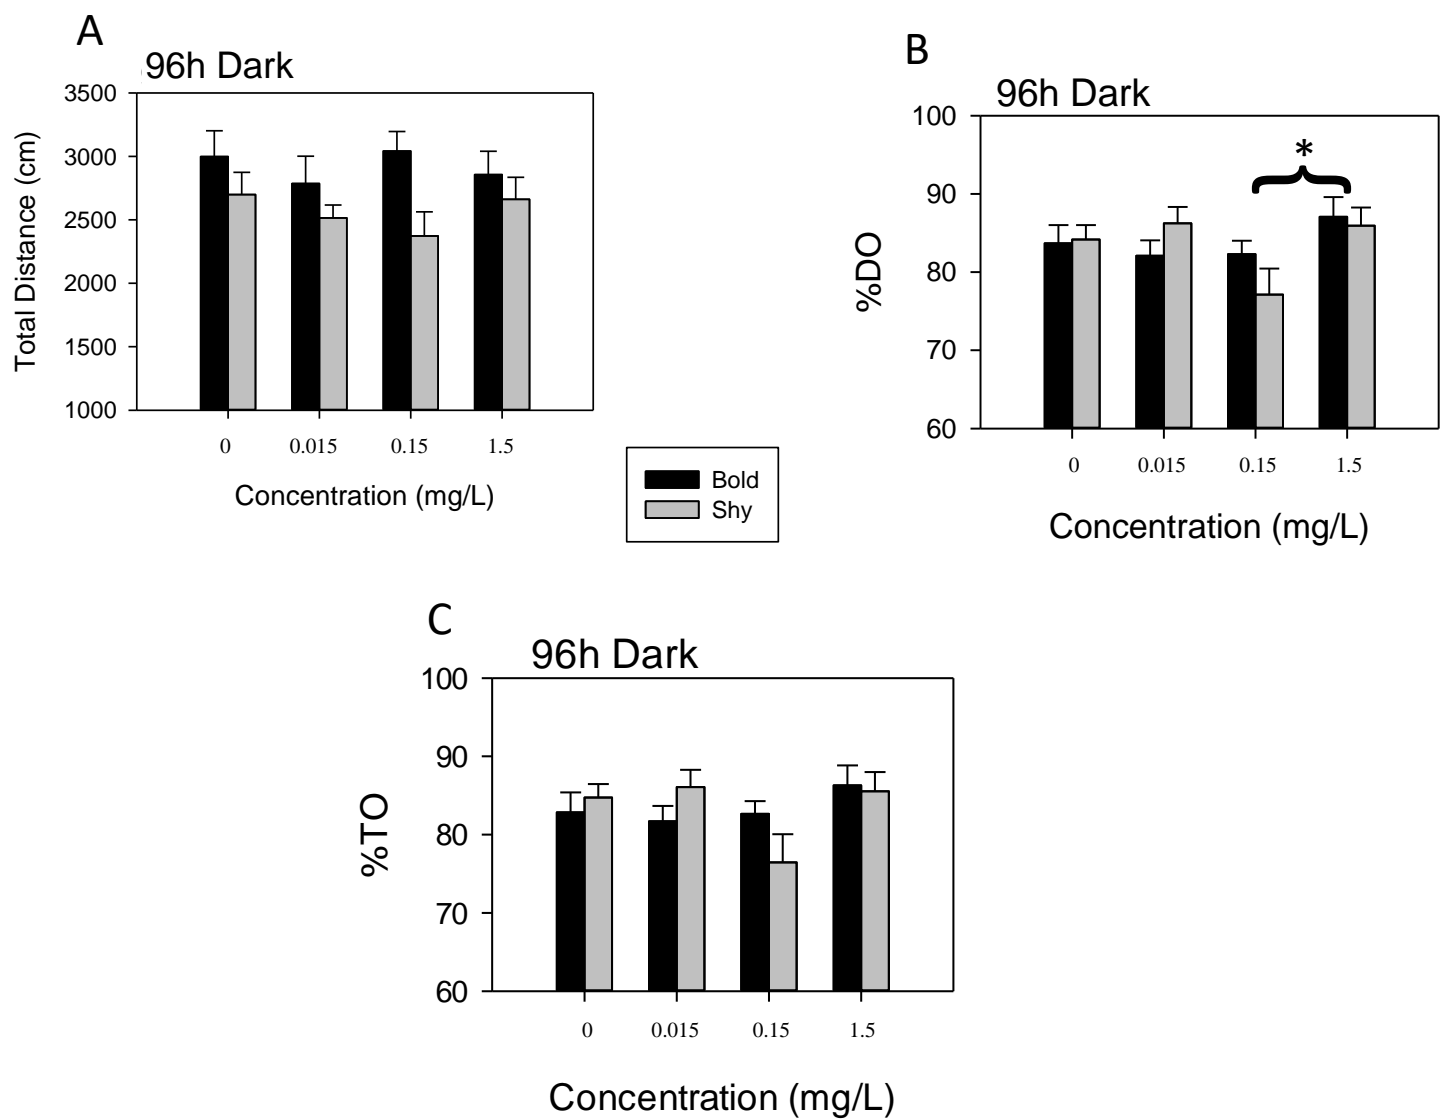 A
96h Dark
3500
3000
2500
2000
1500
1000
Total Distance (cm)
0 0.015 0.15 1.5
Concentration (mg/L)
Bold
Shy
B
96h Dark
100
90
80
70
60
%DO
*
0 0.015 0.15 1.5
Concentration (mg/L)
C
96h Dark
100
90
80
70
60
%TO
0 0.015 0.15 1.5
Concentration (mg/L)